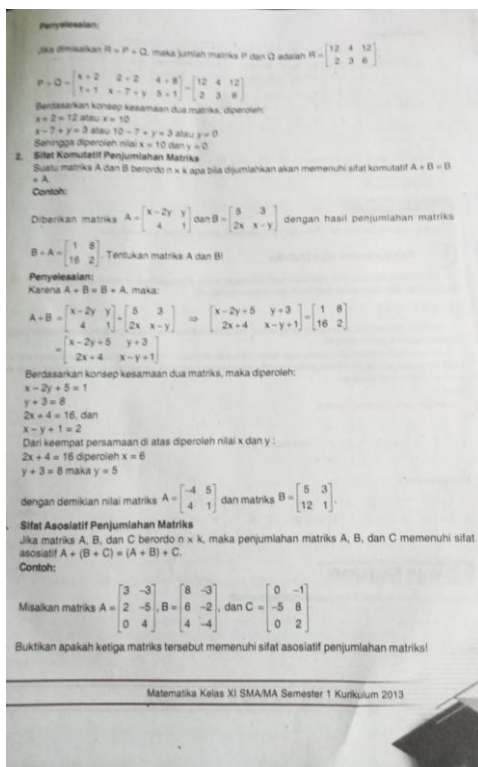 Penyelesaian:
Jika dimisalkan R = P + Q, maka jumlah matriks P dan Q adalah R = [12 4 12; 2 3 6].
P + Q = [x + 2 2 + 2 4 + 8; 1 + 1 x − 7 + y 5 + 1] = [12 4 12; 2 3 6]
Berdasarkan konsep kesamaan dua matriks, diperoleh:
x + 2 = 12 atau x = 10
x − 7 + y = 3 atau 10 − 7 + y = 3 atau y = 0
Sehingga diperoleh nilai x = 10 dan y = 0.
2. Sifat Komutatif Penjumlahan Matriks
Suatu matriks A dan B berordo n x k apa bila dijumlahkan akan memenuhi sifat komutatif A + B = B
+ A.
Contoh:
Diberikan matriks A = [x − 2y y; 4 1] dan B = [5 3; 2x x − y] dengan hasil penjumlahan matriks
B + A = [1 8; 16 2]. Tentukan matriks A dan B!
Penyelesaian:
Karena A + B = B + A, maka:
A + B = [x − 2y y; 4 1] + [5 3; 2x x − y] ⇒ [x − 2y + 5 y + 3; 2x + 4 x − y + 1] = [1 8; 16 2]
= [x − 2y + 5 y + 3; 2x + 4 x − y + 1]
Berdasarkan konsep kesamaan dua matriks, maka diperoleh:
x − 2y + 5 = 1
y + 3 = 8
2x + 4 = 16, dan
x − y + 1 = 2
Dari keempat persamaan di atas diperoleh nilai x dan y :
2x + 4 = 16 diperoleh x = 6
y + 3 = 8 maka y = 5
dengan demikian nilai matriks A = [−4 5; 4 1] dan matriks B = [5 3; 12 1].
Sifat Asosiatif Penjumlahan Matriks
Jika matriks A, B, dan C berordo n x k, maka penjumlahan matriks A, B, dan C memenuhi sifat
asosiatif A + (B + C) = (A + B) + C.
Contoh:
Misalkan matriks A = [3 −3; 2 −5; 0 4], B = [8 −3; 6 −2; 4 −4], dan C = [0 −1; −5 8; 0 2]
Buktikan apakah ketiga matriks tersebut memenuhi sifat asosiatif penjumlahan matriks!
Matematika Kelas XI SMA/MA Semester 1 Kurikulum 2013